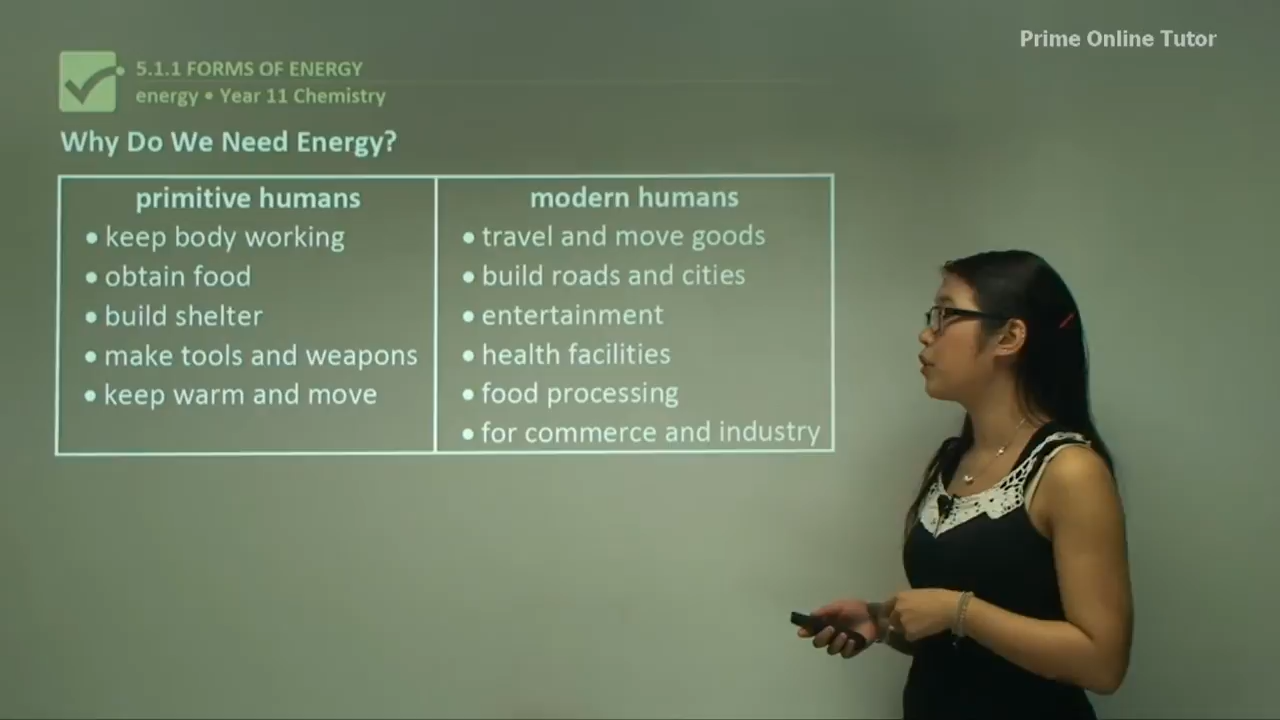 Prime Online Tutor
5.1.1 FORMS OF ENERGY
energy • Year 11 Chemistry
Why Do We Need Energy?
primitive humans
• keep body working
• obtain food
• build shelter
• make tools and weapons
• keep warm and move
modern humans
• travel and move goods
• build roads and cities
• entertainment
• health facilities
• food processing
• for commerce and industry